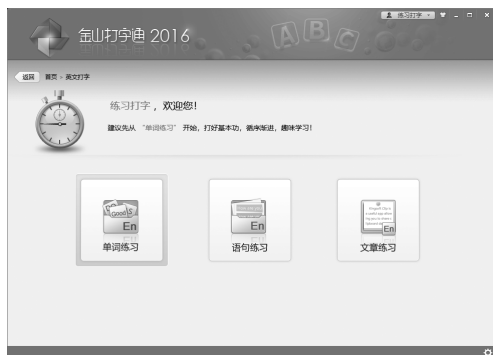 金山打字通 2016
练习打字
返回 首页 > 英文打字
练习打字，欢迎您！
建议先从 “单词练习” 开始，打好基本功，循序渐进，趣味学习！
ABC
GOODS
En
En
En
单词练习
语句练习
文章练习